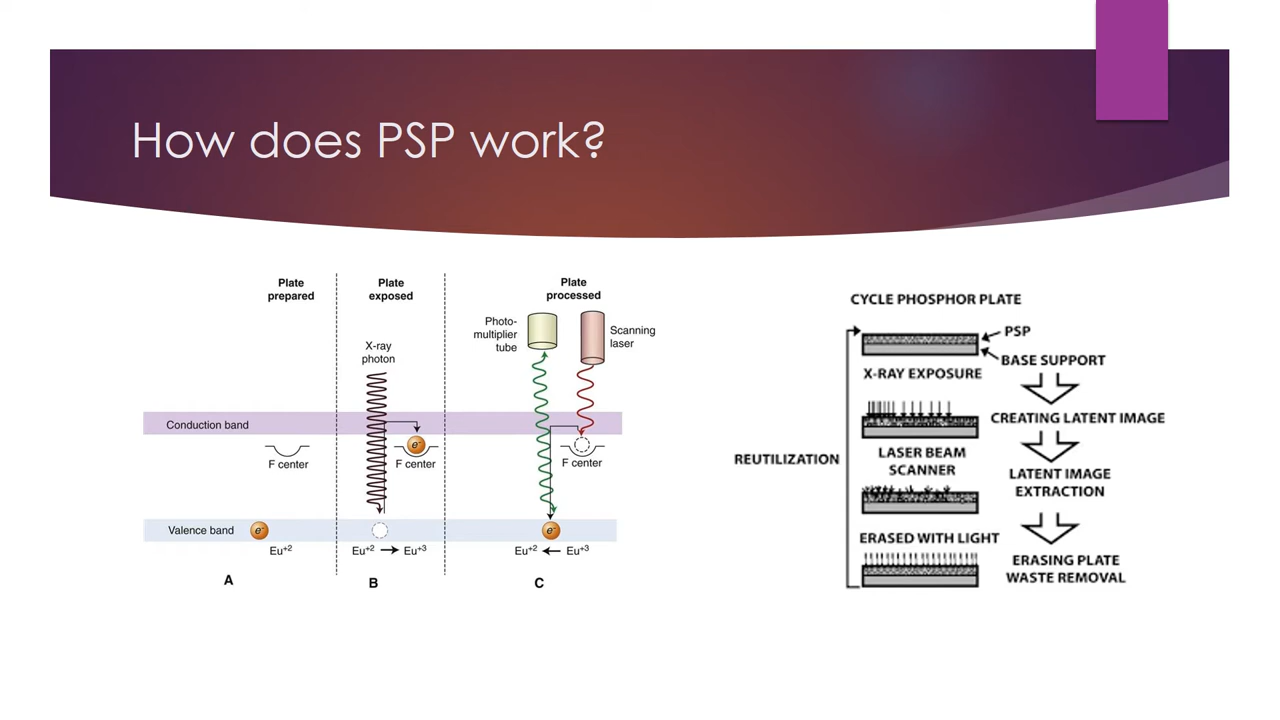 How does PSP work?
Plate
prepared
Plate
exposed
Plate
processed
Photo-
multiplier
tube
Scanning
laser
X-ray
photon
Conduction band
F center
e-
F center
F center
Valence band
e-
e-
Eu+2
Eu+2
Eu+3
Eu+2
Eu+3
A
B
C
CYCLE PHOSPHOR PLATE
PSP
BASE SUPPORT
X-RAY EXPOSURE
CREATING LATENT IMAGE
REUTILIZATION
LASER BEAM
SCANNER
LATENT IMAGE
EXTRACTION
ERASED WITH LIGHT
ERASING PLATE
WASTE REMOVAL